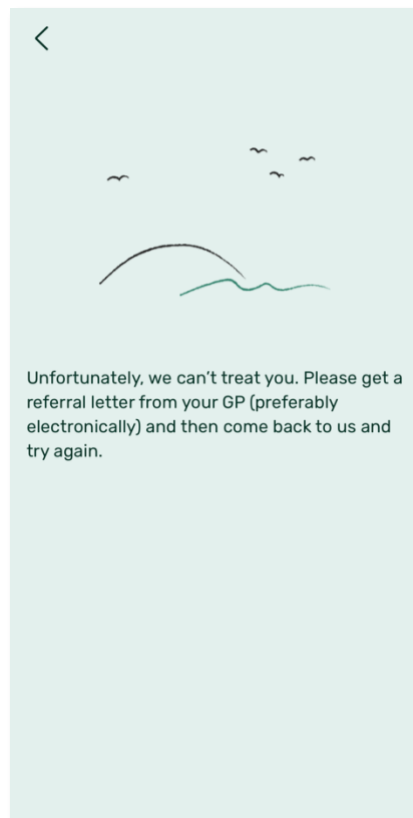 Unfortunately, we can't treat you. Please get a
referral letter from your GP (preferably
electronically) and then come back to us and
try again.